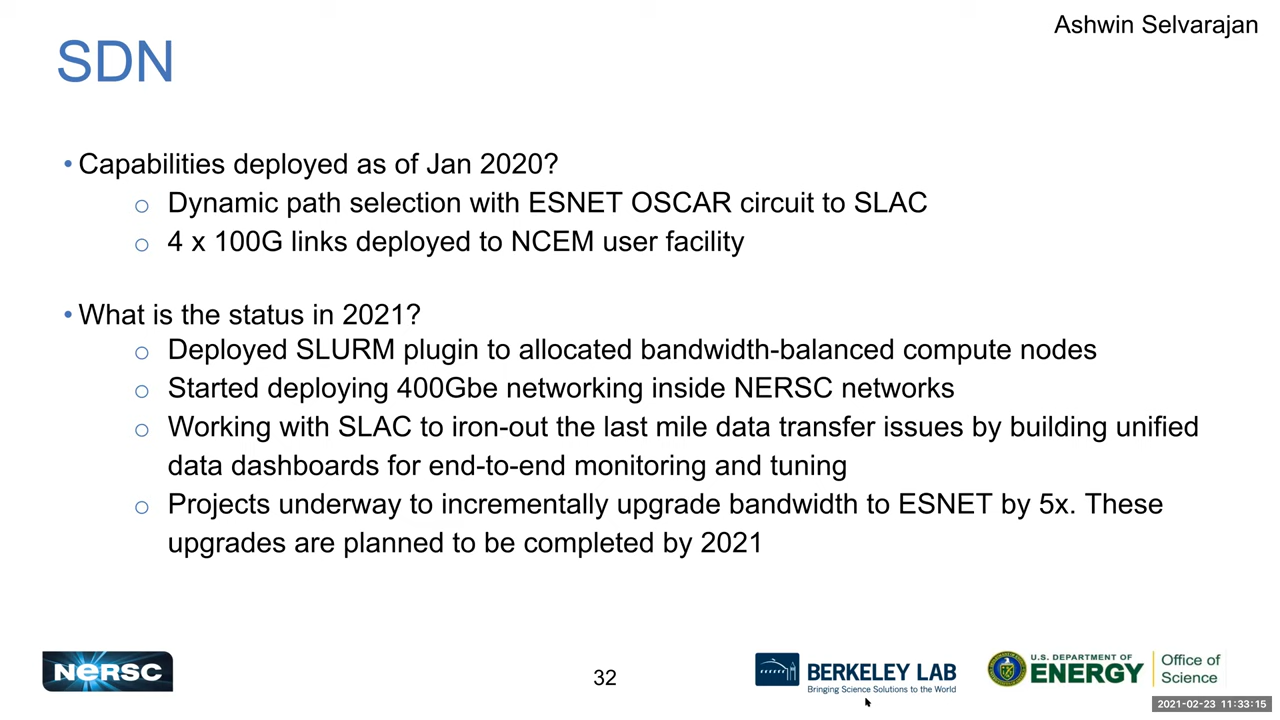 Ashwin Selvarajan
SDN
• Capabilities deployed as of Jan 2020?
o Dynamic path selection with ESNET OSCAR circuit to SLAC
o 4 x 100G links deployed to NCEM user facility
• What is the status in 2021?
o Deployed SLURM plugin to allocated bandwidth-balanced compute nodes
o Started deploying 400Gbe networking inside NERSC networks
o Working with SLAC to iron-out the last mile data transfer issues by building unified
data dashboards for end-to-end monitoring and tuning
o Projects underway to incrementally upgrade bandwidth to ESNET by 5x. These
upgrades are planned to be completed by 2021
NERSC
32
BERKELEY LAB
Bringing Science Solutions to the World
U.S. DEPARTMENT OF
ENERGY
Office of
Science
2021-02-23 11:33:15